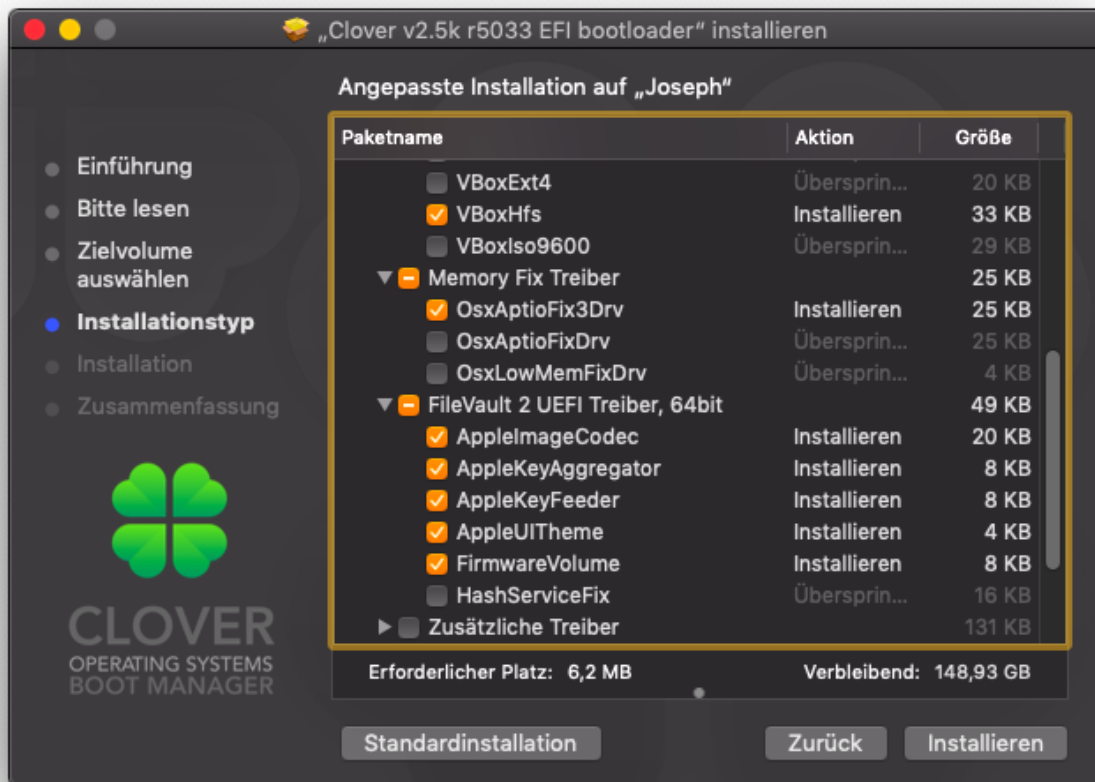 „Clover v2.5k r5033 EFI bootloader“ installieren
Angepasste Installation auf „Joseph“
Einführung
Bitte lesen
Zielvolume
auswählen
Installationstyp
Installation
Zusammenfassung
CLOVER
OPERATING SYSTEMS
BOOT MANAGER
Paketname Aktion Größe
VBoxExt4 Übersprin... 20 KB
VBoxHfs Installieren 33 KB
VBoxIso9600 Übersprin... 29 KB
Memory Fix Treiber 25 KB
OsxAptioFix3Drv Installieren 25 KB
OsxAptioFixDrv Übersprin... 25 KB
OsxLowMemFixDrv Übersprin... 4 KB
FileVault 2 UEFI Treiber, 64bit 49 KB
AppleImageCodec Installieren 20 KB
AppleKeyAggregator Installieren 8 KB
AppleKeyFeeder Installieren 8 KB
AppleUITheme Installieren 4 KB
FirmwareVolume Installieren 8 KB
HashServiceFix Übersprin... 16 KB
Zusätzliche Treiber 131 KB
Erforderlicher Platz: 6,2 MB Verbleibend: 148,93 GB
Standardinstallation Zurück Installieren